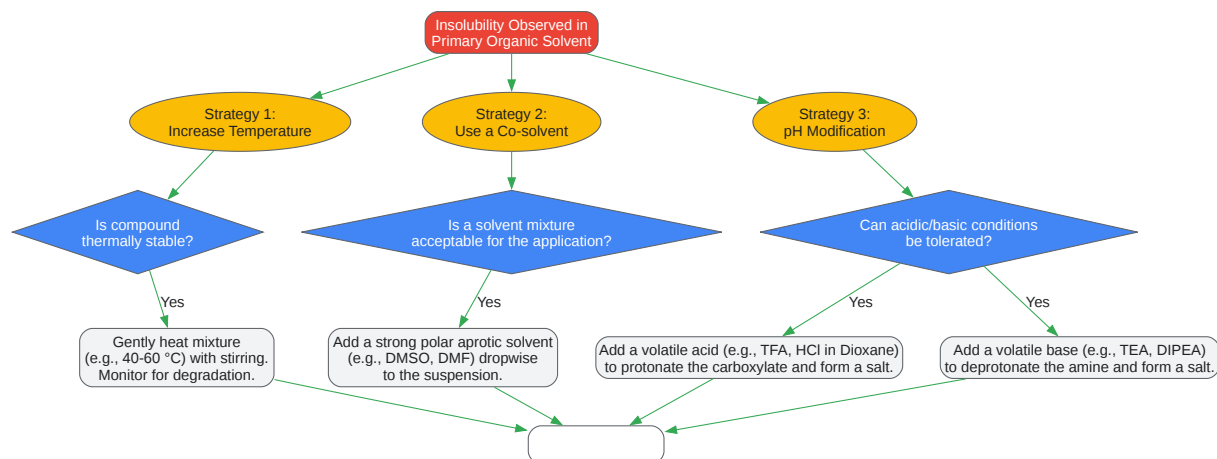 Insolubility Observed in
Primary Organic Solvent
Strategy 1:
Increase Temperature
Strategy 2:
Use a Co-solvent
Strategy 3:
pH Modification
Is compound
thermally stable?
Is a solvent mixture
acceptable for the application?
Can acidic/basic conditions
be tolerated?
Yes
Yes
Yes
Yes
Gently heat mixture
(e.g., 40-60 °C) with stirring.
Monitor for degradation.
Add a strong polar aprotic solvent
(e.g., DMSO, DMF) dropwise
to the suspension.
Add a volatile acid (e.g., TFA, HCl in Dioxane)
to protonate the carboxylate and form a salt.
Add a volatile base (e.g., TEA, DIPEA)
to deprotonate the amine and form a salt.